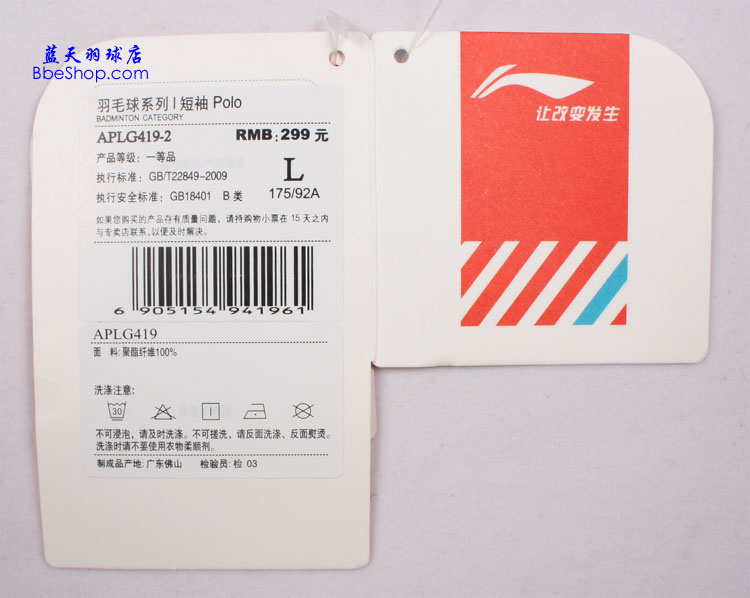 蓝天羽球店
BbeShop.com
羽毛球系列 | 短袖 Polo
BADMINTON CATEGORY
APLG419-2 RMB: 299 元
产品等级: 一等品
执行标准: GB/T22849-2009
L
执行安全标准: GB18401 B 类
175/92A
如果您购买的产品存有质量问题, 请持购物小票在 15 天之内
与专卖店联系,以便及时解决。
6 905154 941961
APLG419
面 料: 聚酯纤维100%
洗涤注意:
30
不可浸泡, 请及时洗涤。不可搓洗, 请反面洗涤、反面熨烫。
洗涤时请不要使用衣物柔顺剂。
制成品产地: 广东佛山 检验员: 检 03
让改变发生